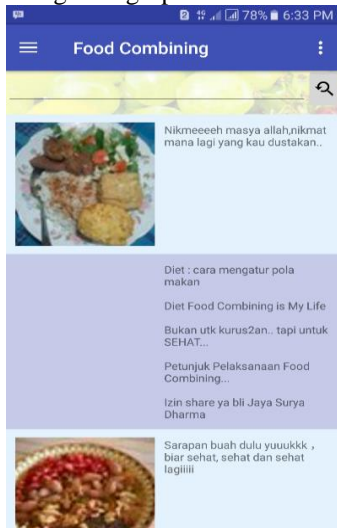 78% 6:33 PM
Food Combining
Nikmeeeeh masya allah,nikmat
mana lagi yang kau dustakan..
Diet : cara mengatur pola
makan
Diet Food Combining is My Life
Bukan utk kurus2an.. tapi untuk
SEHAT...
Petunjuk Pelaksanaan Food
Combining...
Izin share ya bli Jaya Surya
Dharma
Sarapan buah dulu yuuukkk ,
biar sehat, sehat dan sehat
lagiiiii